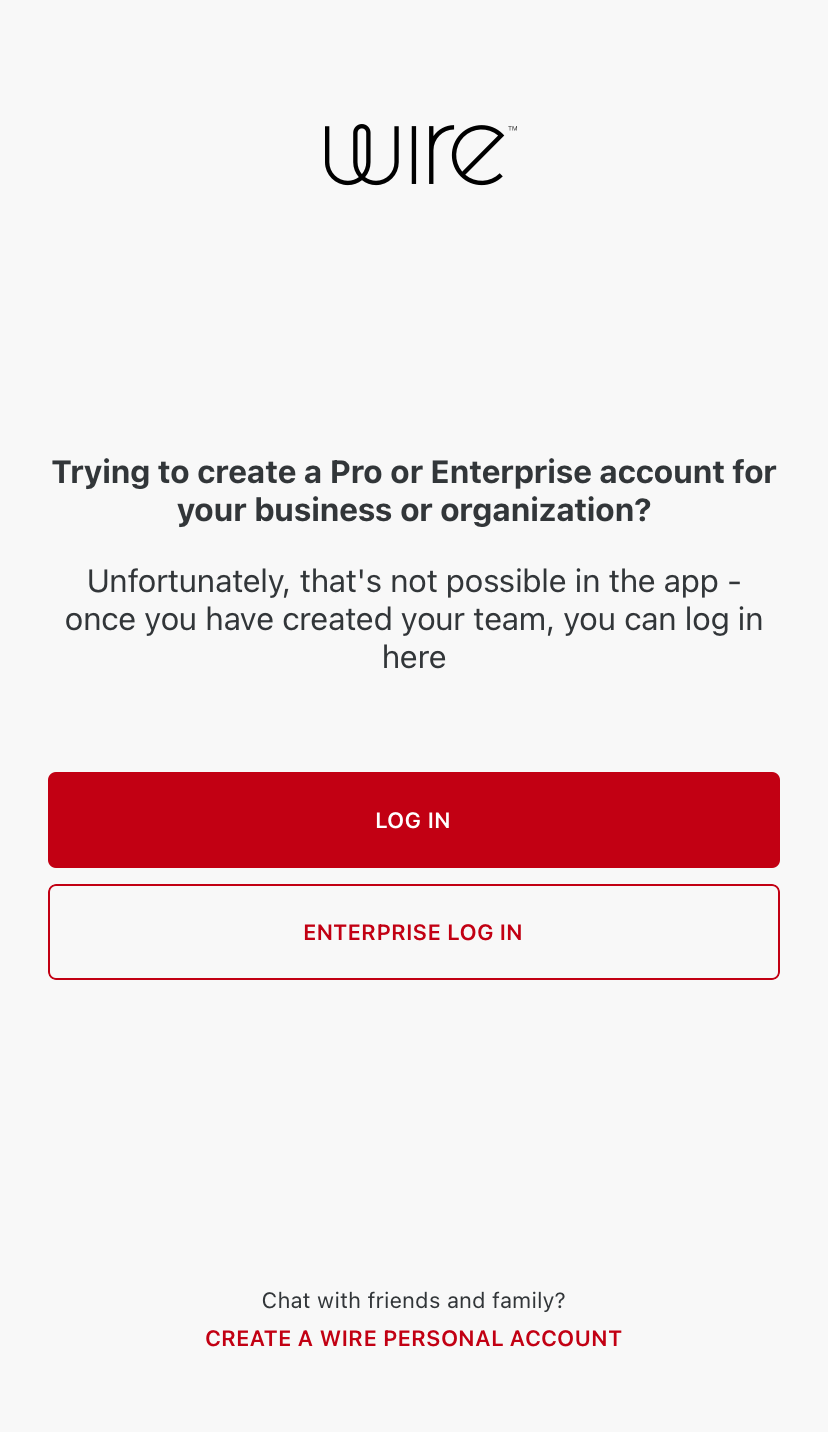 wire™
Trying to create a Pro or Enterprise account for
your business or organization?
Unfortunately, that's not possible in the app -
once you have created your team, you can log in
here
LOG IN
ENTERPRISE LOG IN
Chat with friends and family?
CREATE A WIRE PERSONAL ACCOUNT